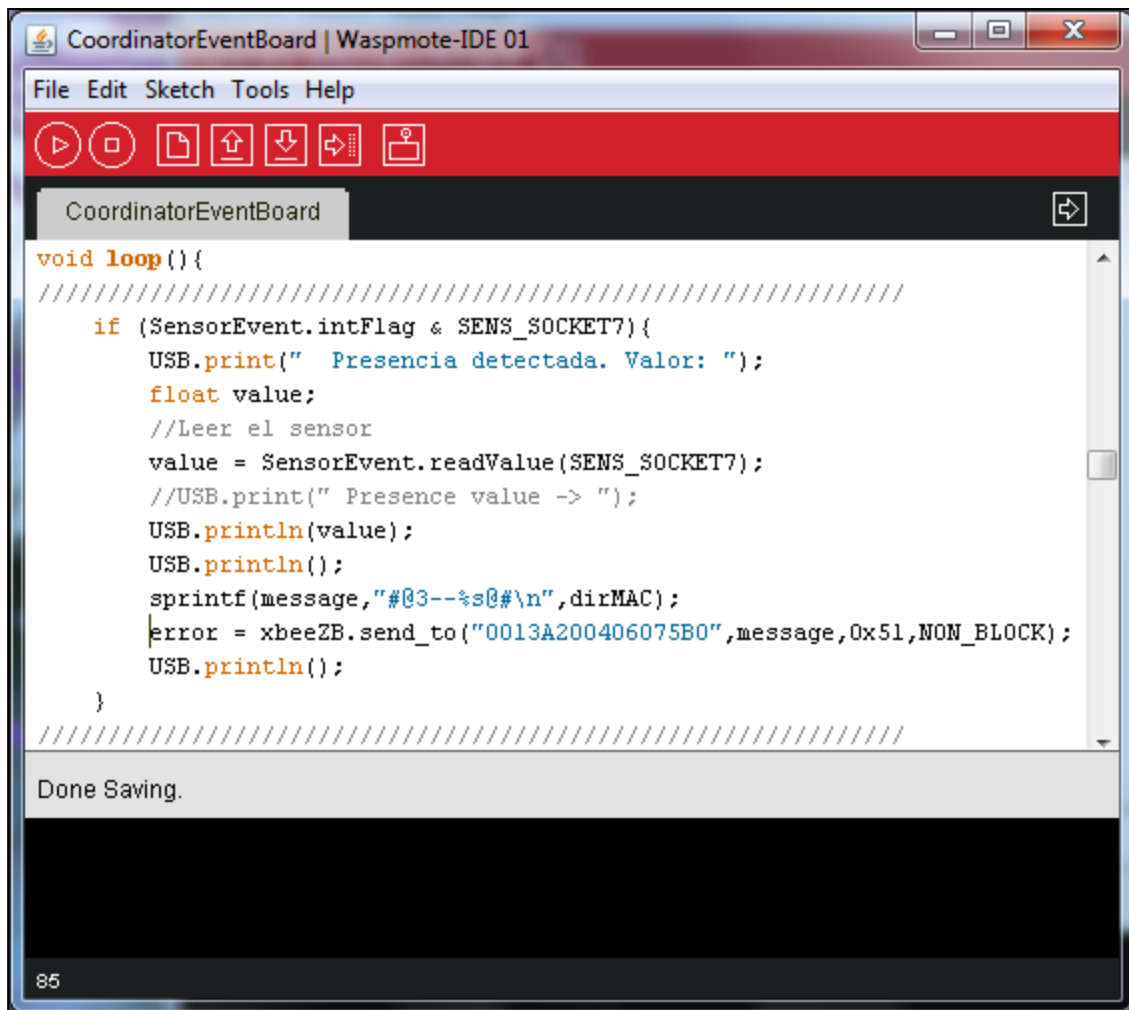 CoordinatorEventBoard | Waspmote-IDE 01
File Edit Sketch Tools Help
CoordinatorEventBoard
void loop(){
//////////////////////////////////////////////////////////////
if (SensorEvent.intFlag & SENS_SOCKET7){
USB.print("  Presencia detectada. Valor: ");
float value;
//Leer el sensor
value = SensorEvent.readValue(SENS_SOCKET7);
//USB.print(" Presence value -> ");
USB.println(value);
USB.println();
sprintf(message,"#@3--%s@#\n",dirMAC);
error = xbeeZB.send_to("0013A200406075B0",message,0x51,NON_BLOCK);
USB.println();
}
//////////////////////////////////////////////////////////////
Done Saving.
85